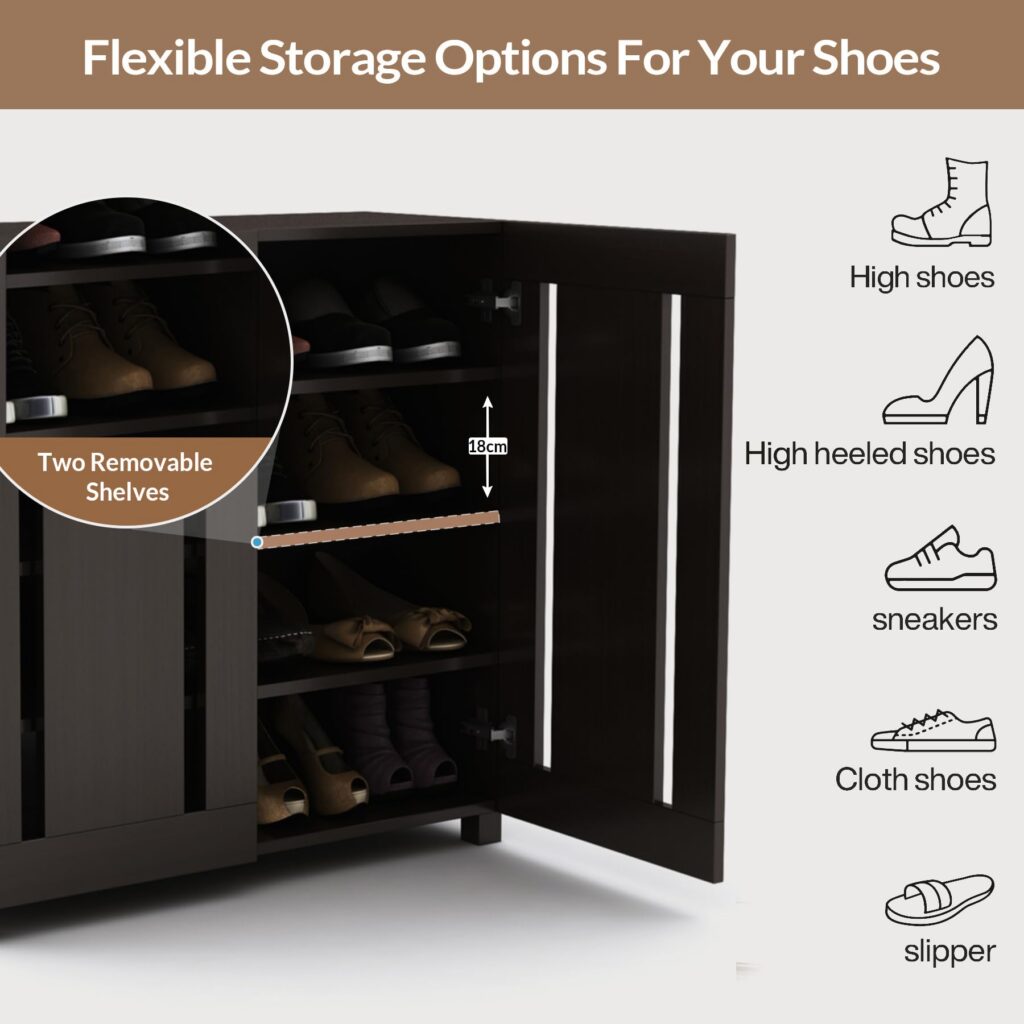 Flexible Storage Options For Your Shoes
High shoes
18cm
High heeled shoes
Two Removable
Shelves
sneakers
Cloth shoes
slipper